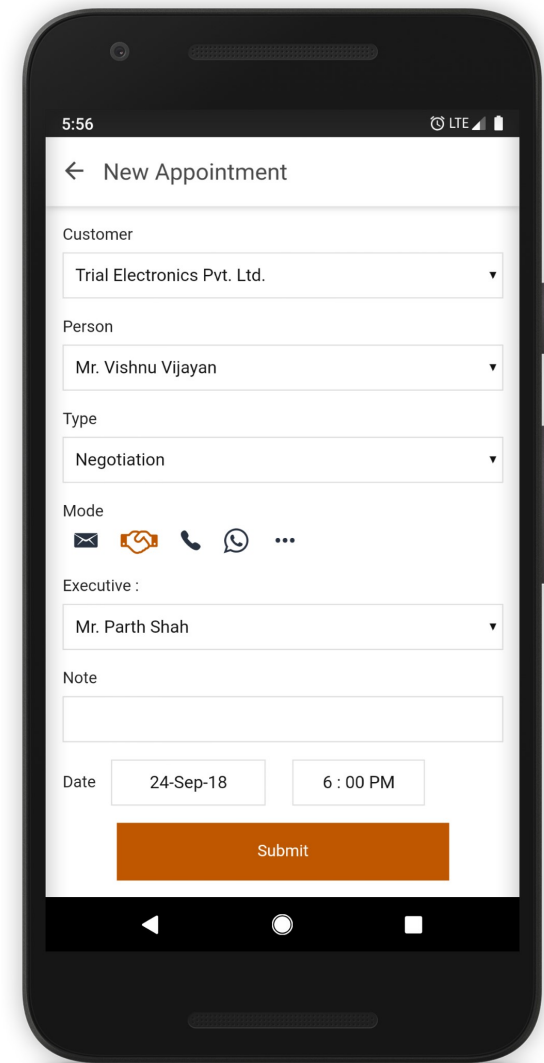 5:56 LTE
New Appointment
Customer
Trial Electronics Pvt. Ltd.
Person
Mr. Vishnu Vijayan
Type
Negotiation
Mode
Executive :
Mr. Parth Shah
Note
Date 24-Sep-18 6 : 00 PM
Submit